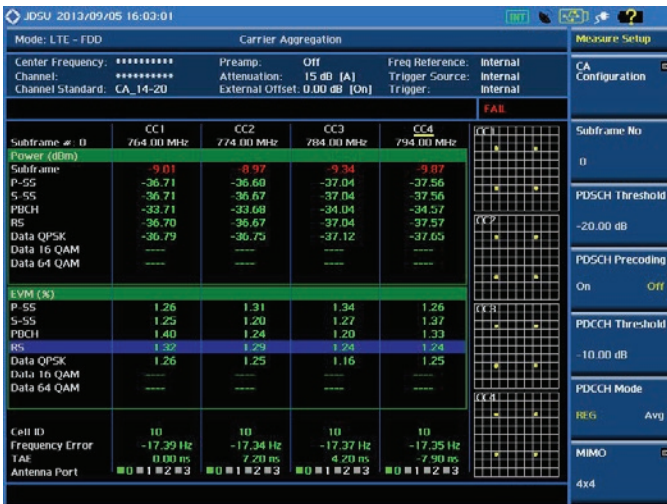 JDSU 2013/09/05 16:03:01 INT
Mode: LTE - FDD Carrier Aggregation Measure Setup
Center Frequency: ********** Preamp: Off Freq Reference: Internal
Channel: ********** Attenuation: 15 dB [A] Trigger Source: Internal
Channel Standard: CA_14-20 External Offset: 0.00 dB [On] Trigger: Internal
FAIL
CC1 CC2 CC3 CC4
Subframe #: 0 764.00 MHz 774.00 MHz 784.00 MHz 794.00 MHz
Power (dBm)
Subframe -9.01 -8.97 -9.34 -9.87
P-SS -36.71 -36.60 -37.04 -37.56
S-SS -36.71 -36.67 -37.04 -37.56
PBCH -33.71 -33.68 -34.04 -34.57
RS -36.70 -36.67 -37.04 -37.57
Data QPSK -36.79 -36.75 -37.12 -37.65
Data 16 QAM ---- ---- ---- ----
Data 64 QAM ---- ---- ---- ----
EVM (%)
P-SS 1.26 1.31 1.34 1.26
S-SS 1.25 1.20 1.27 1.37
PBCH 1.40 1.24 1.20 1.33
RS 1.32 1.29 1.24 1.24
Data QPSK 1.26 1.25 1.16 1.25
Data 16 QAM ---- ---- ---- ----
Data 64 QAM ---- ---- ---- ----
Cell ID 10 10 10 10
Frequency Error -17.39 Hz -17.34 Hz -17.37 Hz -17.35 Hz
TAE 0.00 ns 7.20 ns 4.20 ns -7.90 ns
Antenna Port 0 1 2 3 0 1 2 3 0 1 2 3 0 1 2 3
CC1
CC2
CC3
CC4
CA
Configuration
Subframe No
0
PDSCH Threshold
-20.00 dB
PDSCH Precoding
On Off
PDCCH Threshold
-10.00 dB
PDCCH Mode
REG Avg
MIMO
4x4